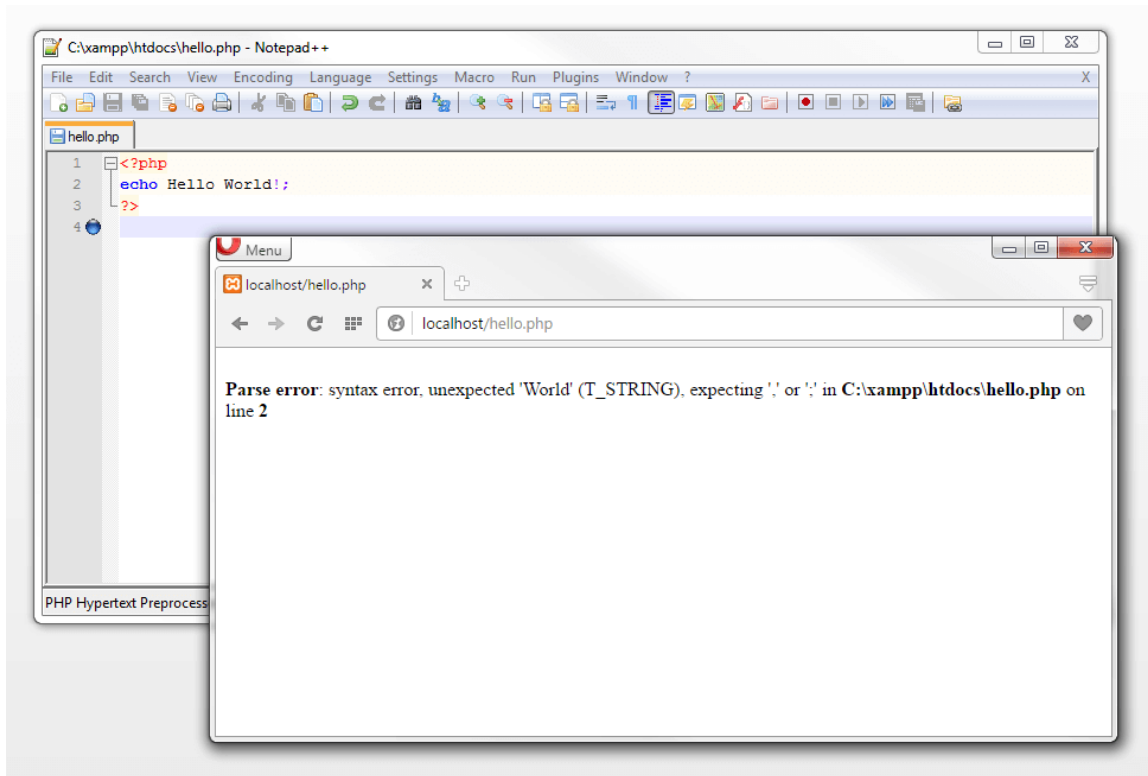 C:\xampp\htdocs\hello.php - Notepad++
File Edit Search View Encoding Language Settings Macro Run Plugins Window ? X
hello.php
1 <?php
2 echo Hello World!;
3 ?>
4
Menu
localhost/hello.php
localhost/hello.php
Parse error: syntax error, unexpected 'World' (T_STRING), expecting ',' or ';' in C:\xampp\htdocs\hello.php on
line 2
PHP Hypertext Preprocess